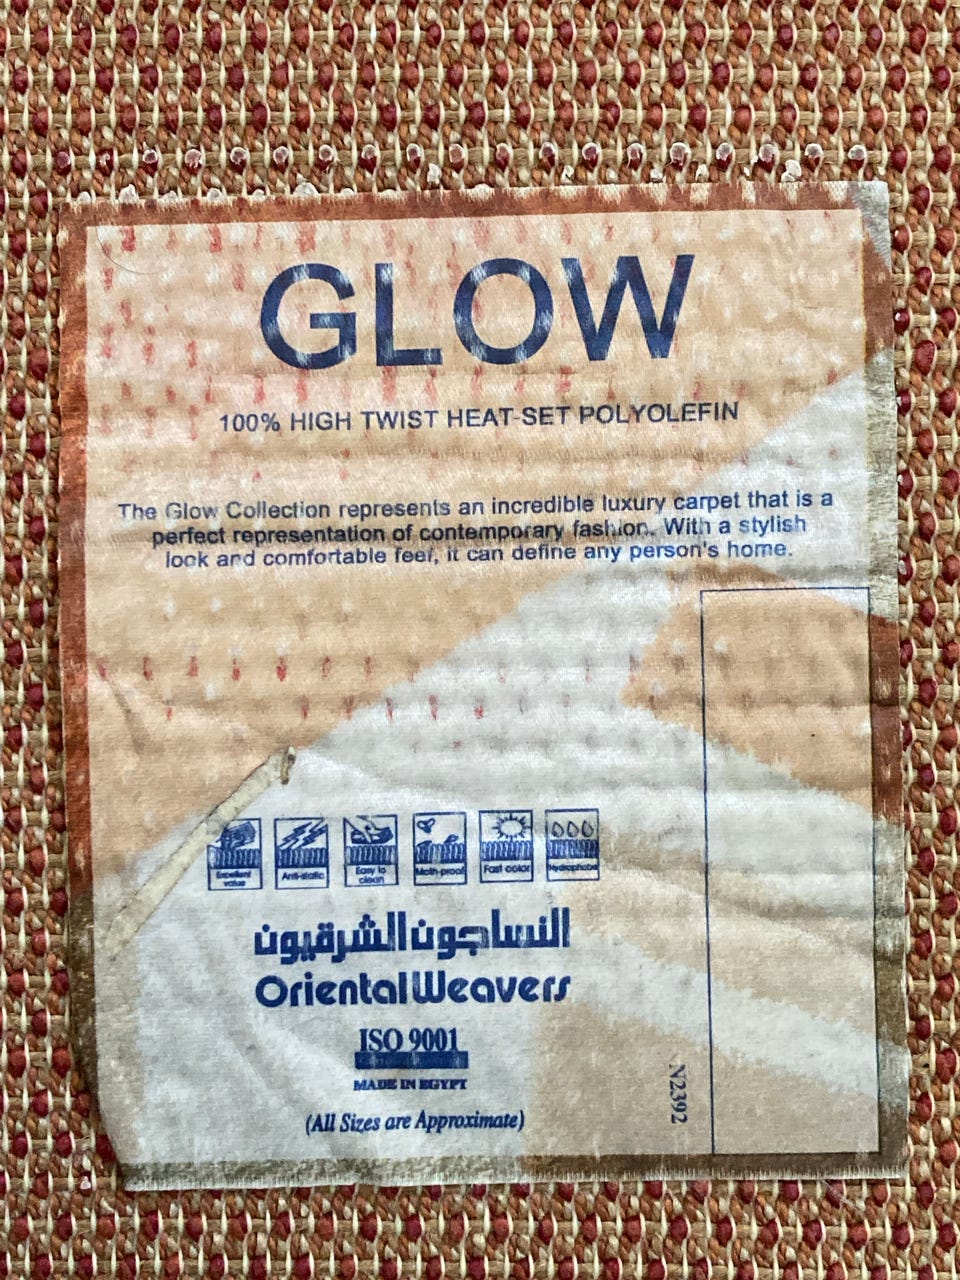 GLOW
100% HIGH TWIST HEAT-SET POLYOLEFIN
The Glow Collection represents an incredible luxury carpet that is a
perfect representation of contemporary fashion. With a stylish
look and comfortable feel, it can define any person's home.
Excellent value
Anti-static
Easy to clean
Moth-proof
Fast color
Hydrophobe
النساجون الشرقيون
Oriental Weavers
ISO 9001
MADE IN EGYPT
(All Sizes are Approximate)
N2392